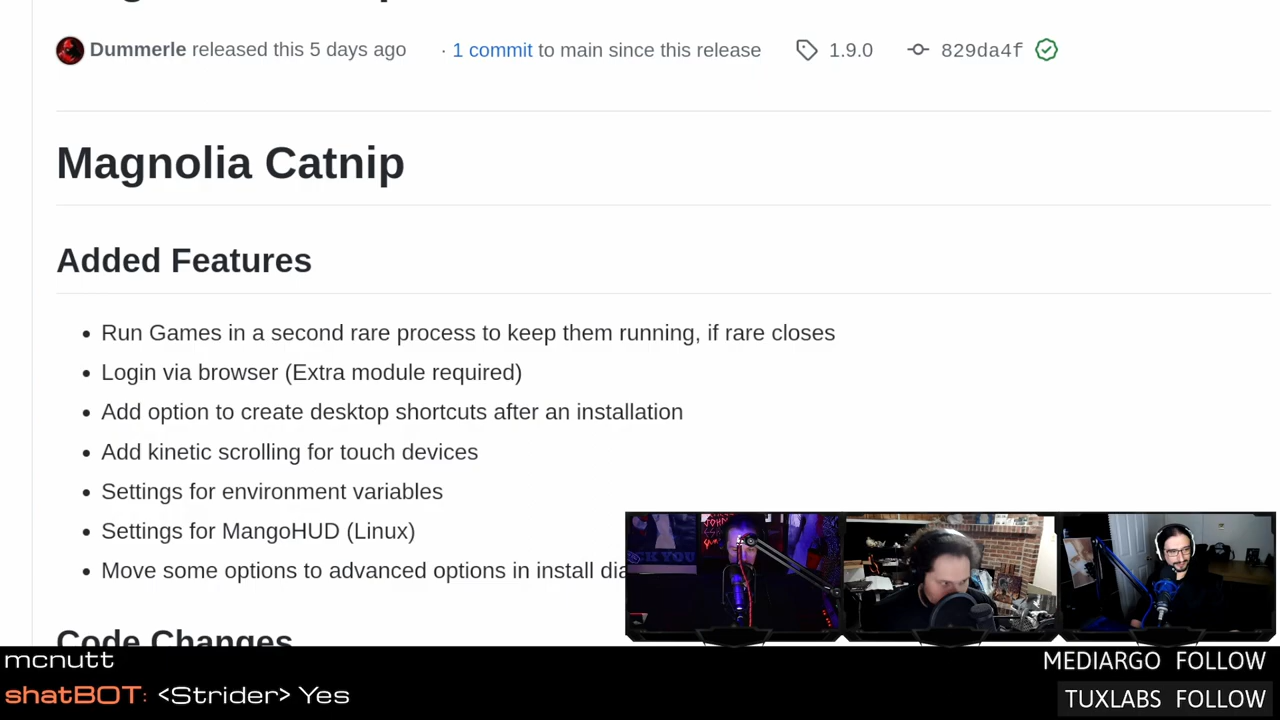 Dummerle released this 5 days ago · 1 commit to main since this release 1.9.0 829da4f
Magnolia Catnip
Added Features
Run Games in a second rare process to keep them running, if rare closes
Login via browser (Extra module required)
Add option to create desktop shortcuts after an installation
Add kinetic scrolling for touch devices
Settings for environment variables
Settings for MangoHUD (Linux)
Move some options to advanced options in install
Code Changes
mcnutt
shatBOT: <Strider> Yes
MEDIARGO FOLLOW
TUXLABS FOLLOW